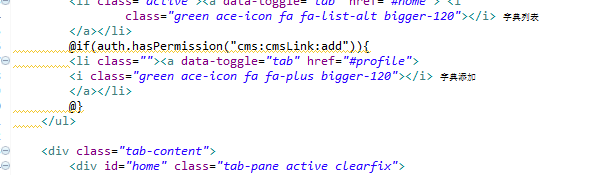 <li class="active"><a data-toggle="tab" href="#home"> <i
class="green ace-icon fa fa-list-alt bigger-120"></i> 字典列表
</a></li>
@if(auth.hasPermission("cms:cmsLink:add")){
<li class=""><a data-toggle="tab" href="#profile">
<i class="green ace-icon fa fa-plus bigger-120"></i> 字典添加
</a></li>
@}
</ul>
<div class="tab-content">
<div id="home" class="tab-pane active clearfix">